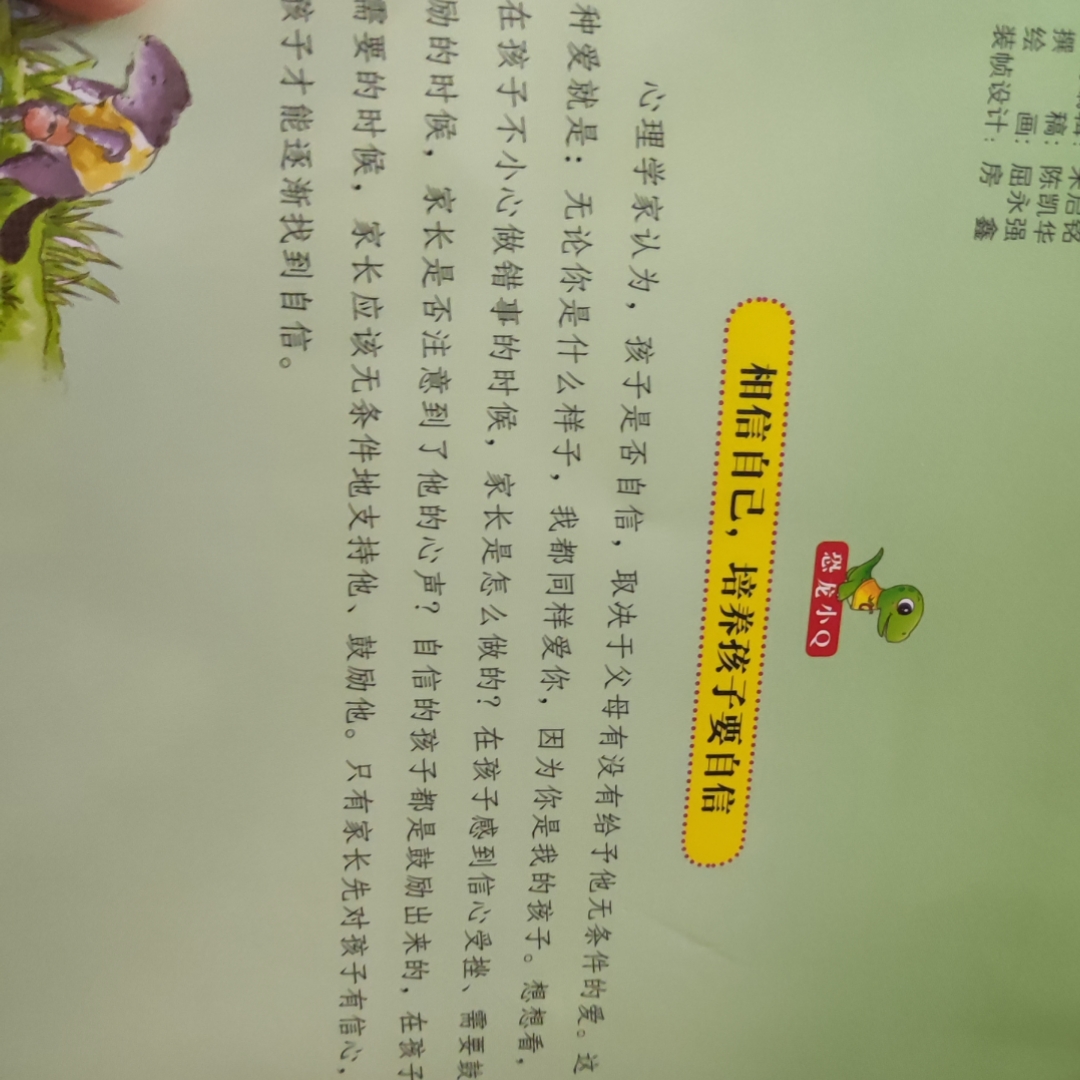 撰 稿：陈凯华
绘 画：屈永强
装帧设计：房 鑫
恐龙小Q
相信自己，培养孩子要自信
心理学家认为，孩子是否自信，取决于父母有没有给予他无条件的爱。这
种爱就是：无论你是什么样子，我都同样爱你，因为你是我的孩子。想想看，
在孩子不小心做错事的时候，家长是怎么做的？在孩子感到信心受挫、需要鼓
励的时候，家长是否注意到了他的心声？自信的孩子都是鼓励出来的，在孩子
需要的时候，家长应该无条件地支持他、鼓励他。只有家长先对孩子有信心，
孩子才能逐渐找到自信。